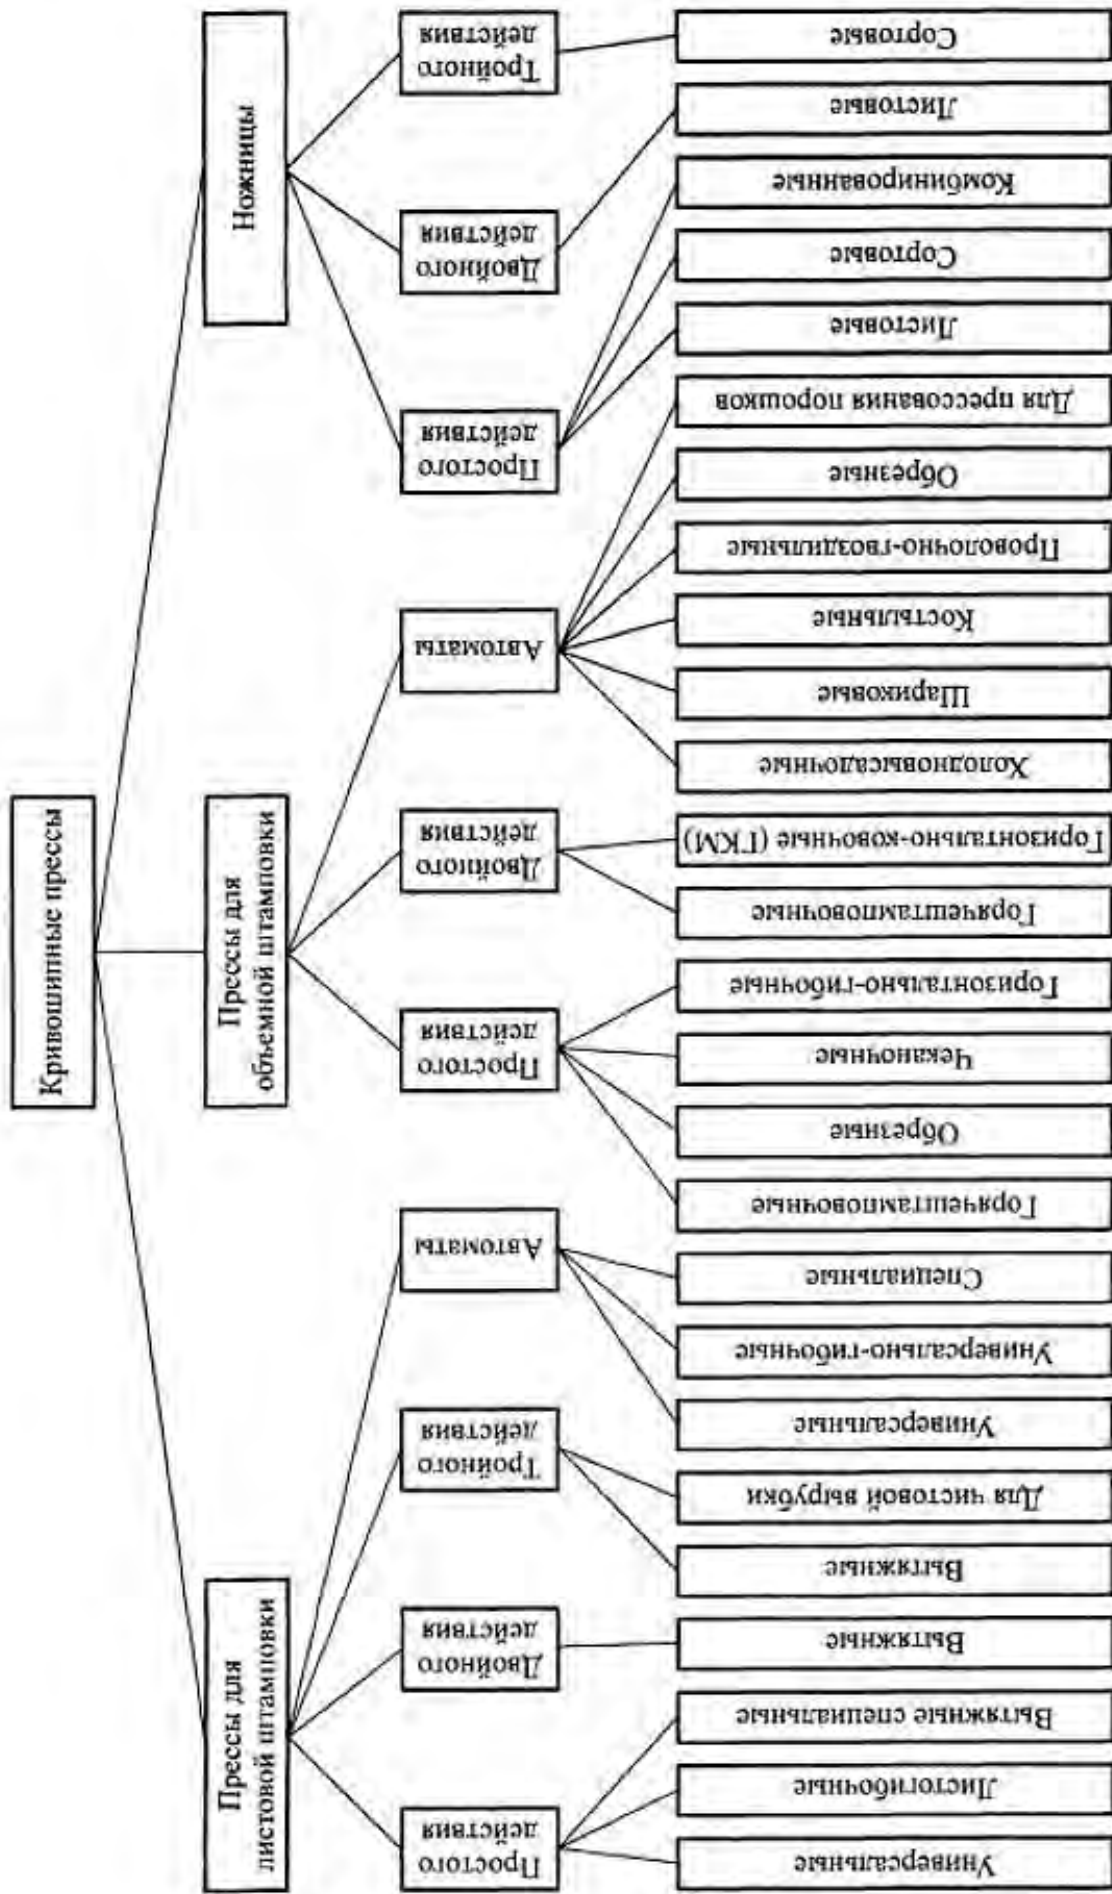 Кривошипные прессы
Прессы для
листовой штамповки
Прессы для
объемной штамповки
Ножницы
Простого
действия
Двойного
действия
Тройного
действия
Автоматы
Простого
действия
Двойного
действия
Автоматы
Простого
действия
Двойного
действия
Тройного
действия
Универсальные
Листогибочные
Вытяжные специальные
Вытяжные
Вытяжные
Для чистовой вырубки
Универсальные
Универсально-гибочные
Специальные
Горячештамповочные
Обрезные
Чеканочные
Горизонтально-гибочные
Горячештамповочные
Горизонтально-ковочные (ГКМ)
Холодновысадочные
Шариковые
Костыльные
Проволочно-гвоздильные
Обрезные
Для прессования порошков
Листовые
Сортовые
Комбинированные
Листовые
Сортовые